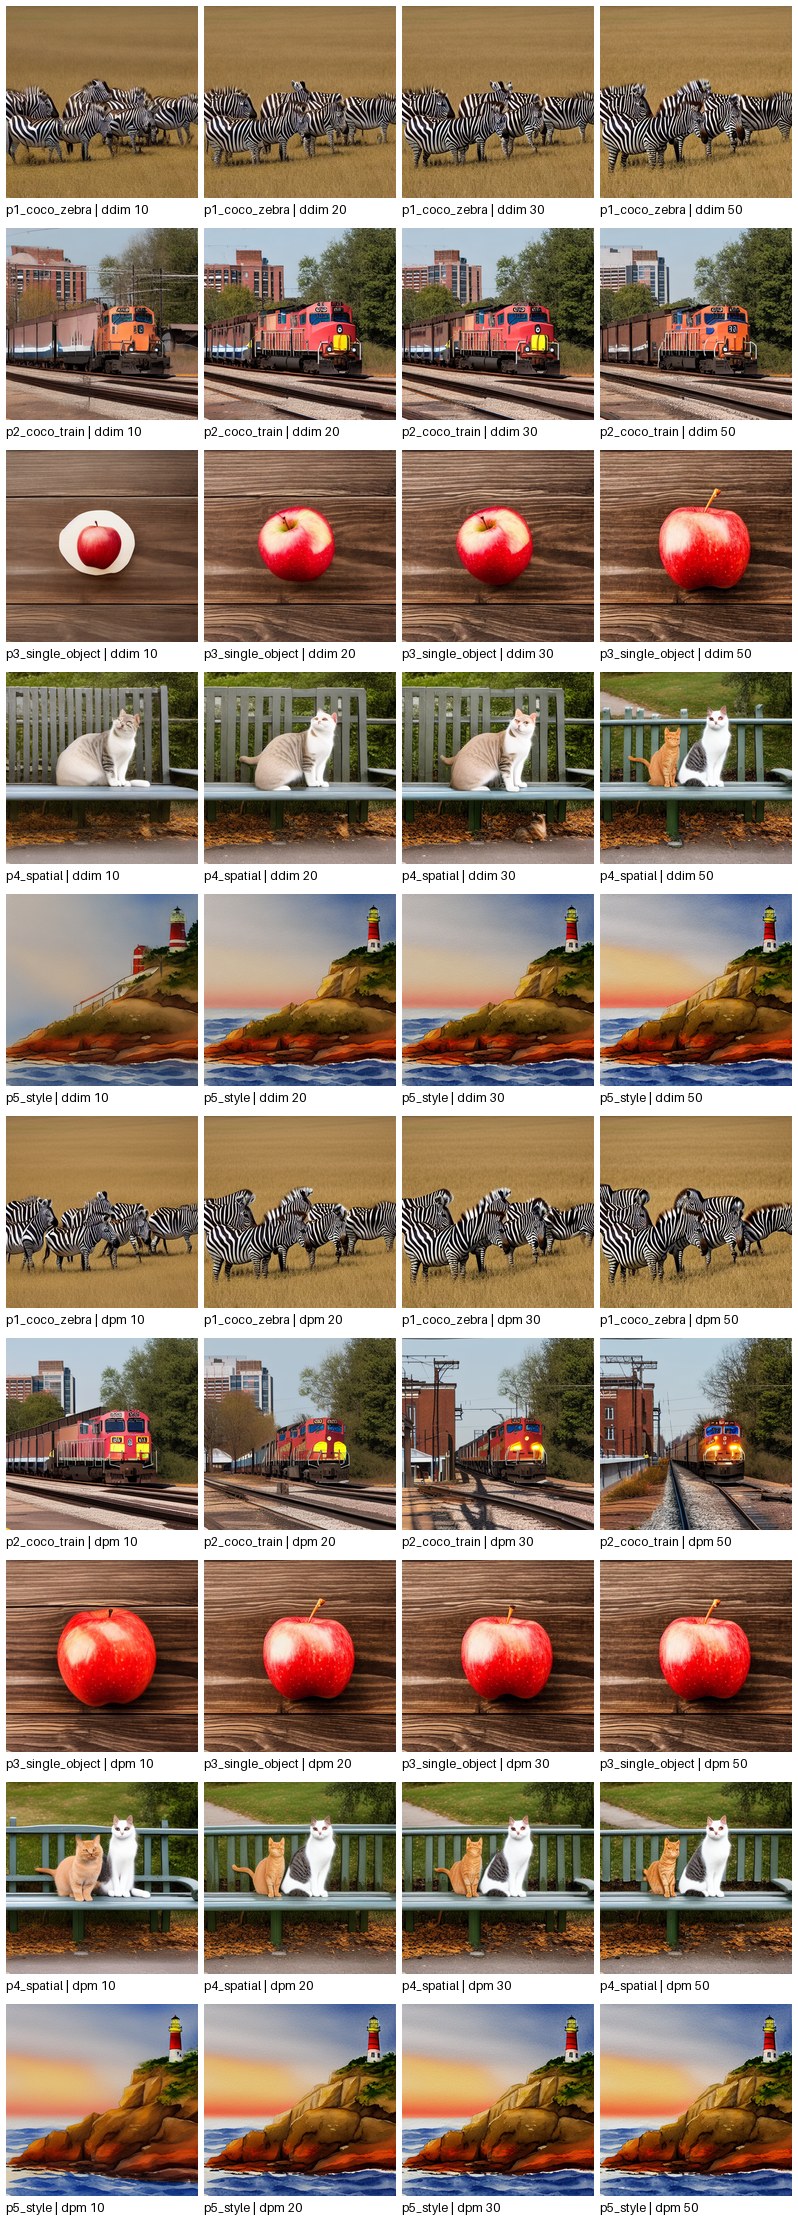 p1_coco_zebra | ddim 10
p1_coco_zebra | ddim 20
p1_coco_zebra | ddim 30
p1_coco_zebra | ddim 50
p2_coco_train | ddim 10
p2_coco_train | ddim 20
p2_coco_train | ddim 30
p2_coco_train | ddim 50
p3_single_object | ddim 10
p3_single_object | ddim 20
p3_single_object | ddim 30
p3_single_object | ddim 50
p4_spatial | ddim 10
p4_spatial | ddim 20
p4_spatial | ddim 30
p4_spatial | ddim 50
p5_style | ddim 10
p5_style | ddim 20
p5_style | ddim 30
p5_style | ddim 50
p1_coco_zebra | dpm 10
p1_coco_zebra | dpm 20
p1_coco_zebra | dpm 30
p1_coco_zebra | dpm 50
p2_coco_train | dpm 10
p2_coco_train | dpm 20
p2_coco_train | dpm 30
p2_coco_train | dpm 50
p3_single_object | dpm 10
p3_single_object | dpm 20
p3_single_object | dpm 30
p3_single_object | dpm 50
p4_spatial | dpm 10
p4_spatial | dpm 20
p4_spatial | dpm 30
p4_spatial | dpm 50
p5_style | dpm 10
p5_style | dpm 20
p5_style | dpm 30
p5_style | dpm 50